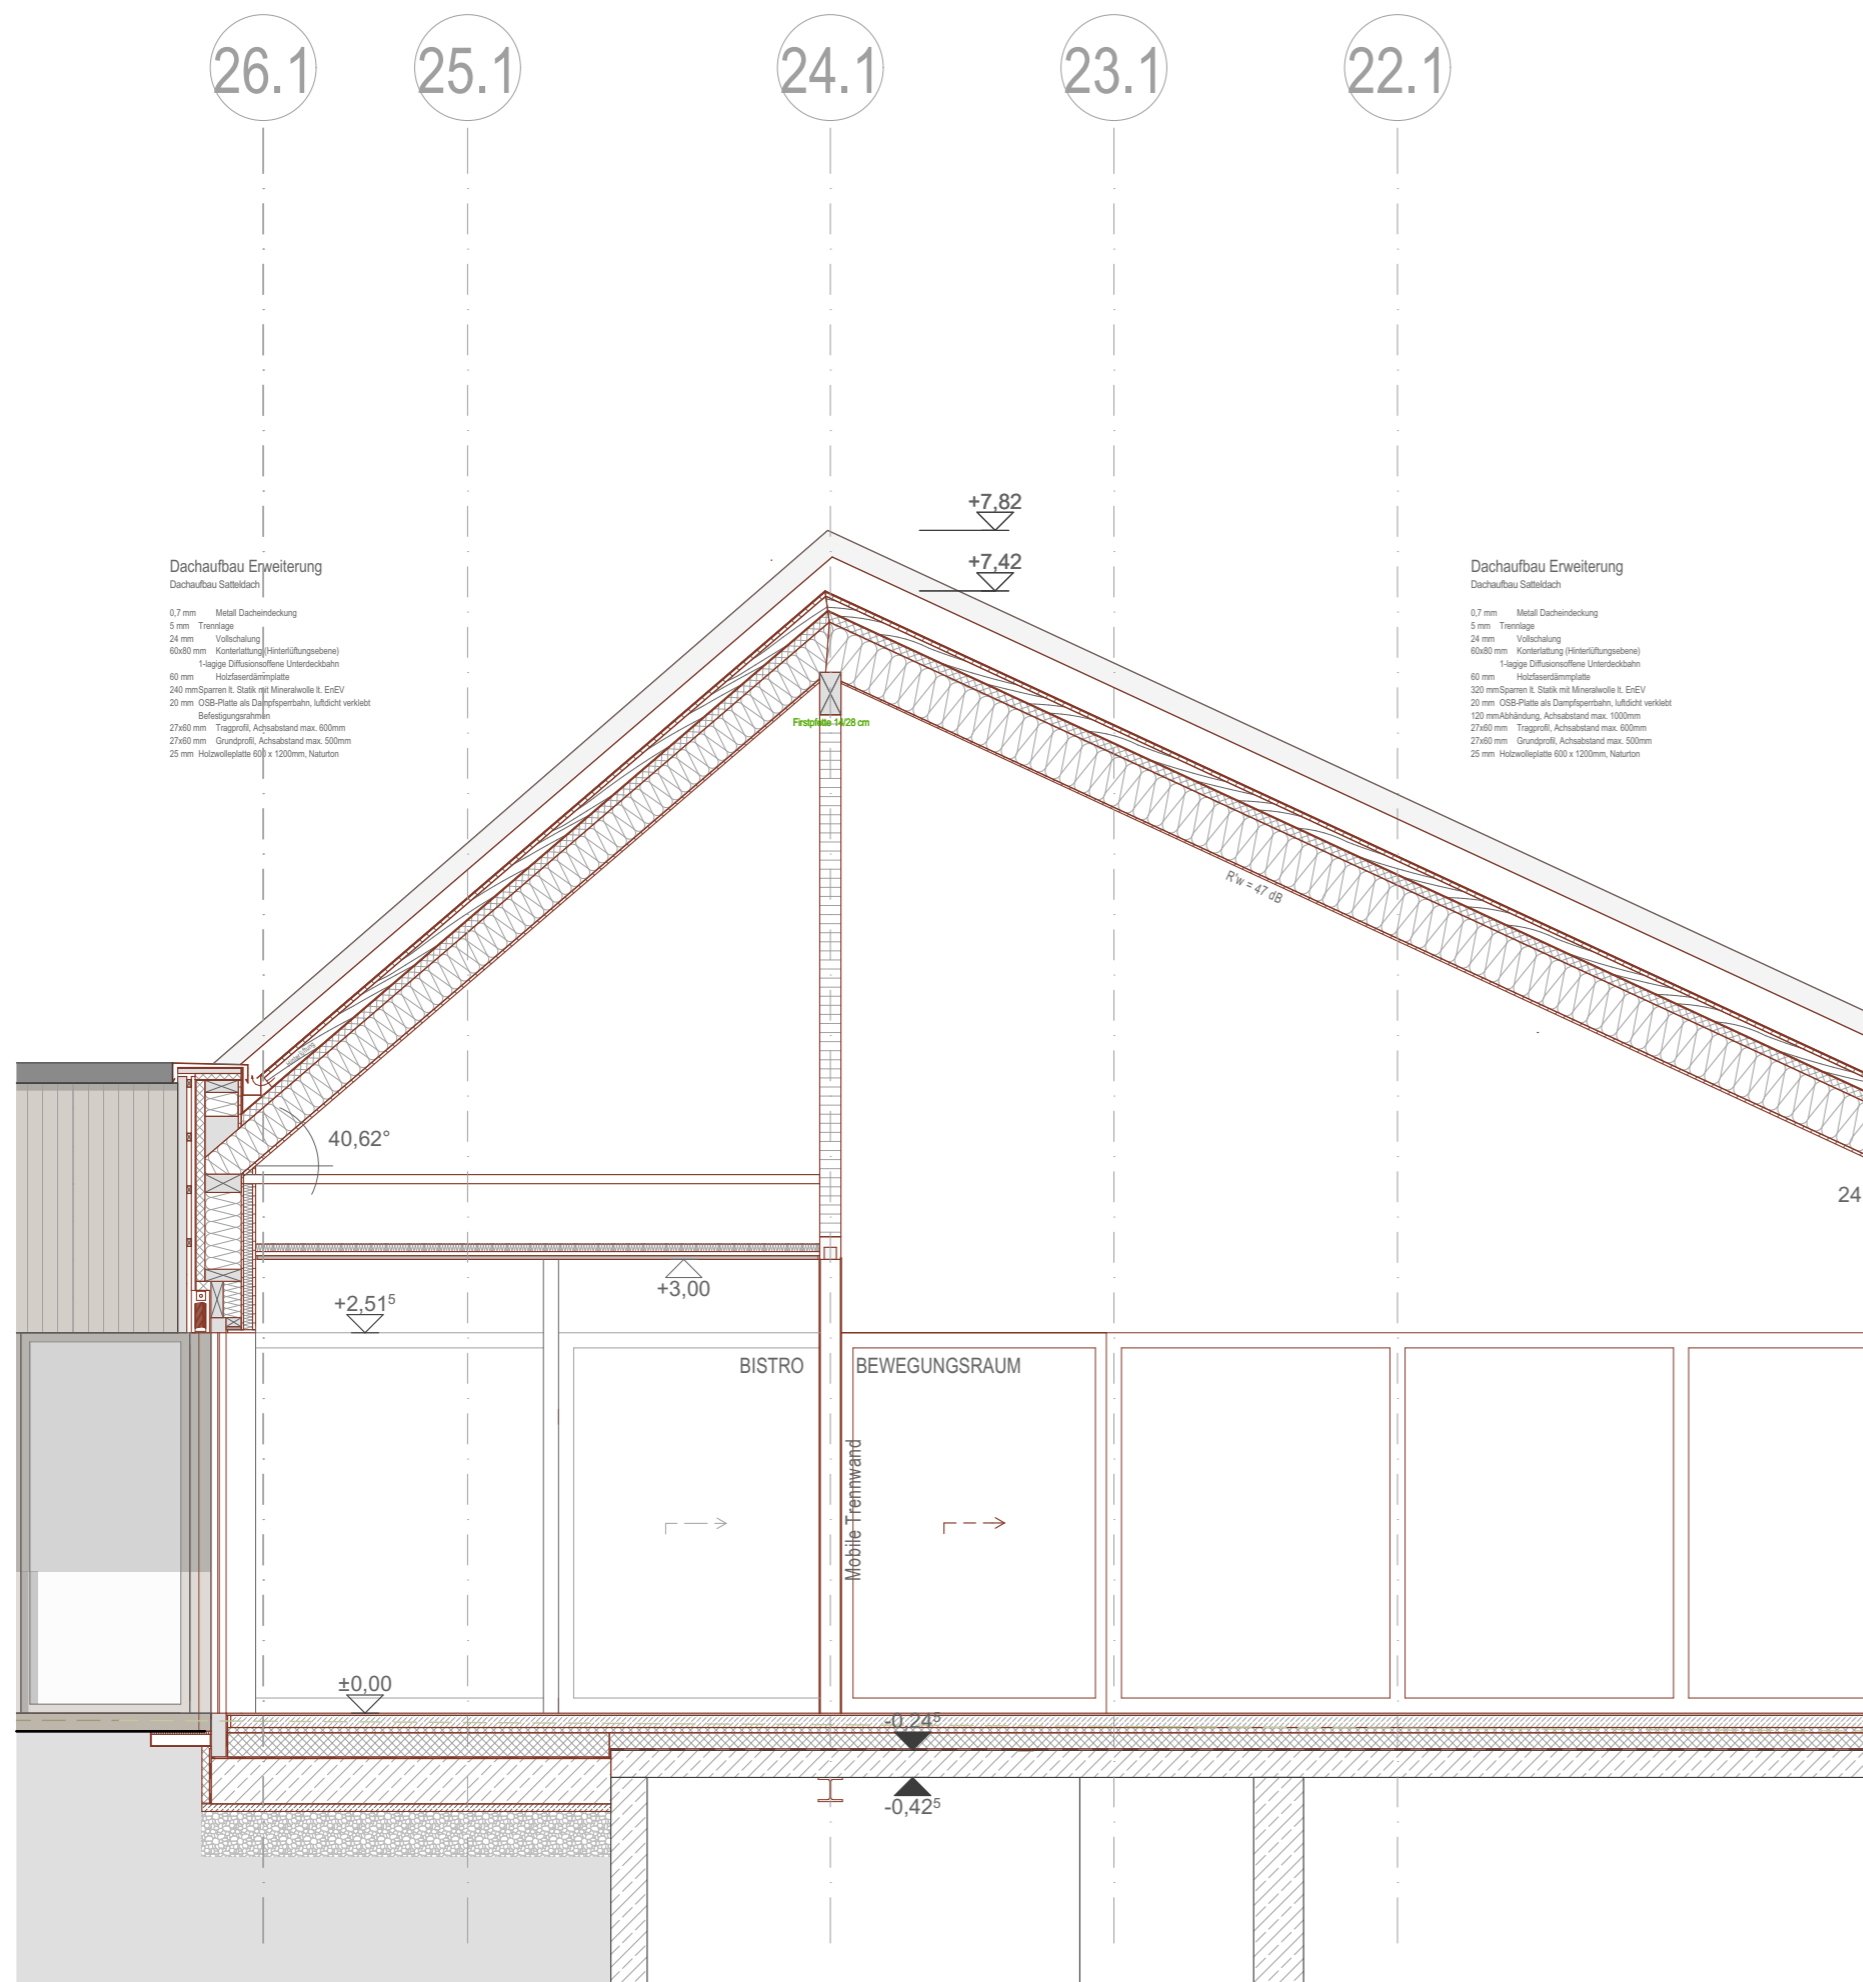 26.1
25.1
24.1
23.1
22.1
+7,82
+7,42
Dachaufbau Erweiterung
Dachaufbau Satteldach
0,7 mm Metall Dacheindeckung
5 mm Trennlage
24 mm Vollschalung
60x80 mm Konterlattung (Hinterlüftungsebene)
1-lagige Diffusionsoffene Unterdeckbahn
60 mm Holzfaserdämmplatte
240 mm Sparren lt. Statik mit Mineralwolle lt. EnEV
20 mm OSB-Platte als Dampfsperrbahn, luftdicht verklebt
Befestigungsrahmen
27x60 mm Tragprofil, Achsabstand max. 600mm
27x60 mm Grundprofil, Achsabstand max. 500mm
25 mm Holzwolleplatte 600 x 1200mm, Naturton
Dachaufbau Erweiterung
Dachaufbau Satteldach
0,7 mm Metall Dacheindeckung
5 mm Trennlage
24 mm Vollschalung
60x80 mm Konterlattung (Hinterlüftungsebene)
1-lagige Diffusionsoffene Unterdeckbahn
60 mm Holzfaserdämmplatte
320 mm Sparren lt. Statik mit Mineralwolle lt. EnEV
20 mm OSB-Platte als Dampfsperrbahn, luftdicht verklebt
120 mm Abhändung, Achsabstand max. 1000mm
27x60 mm Tragprofil, Achsabstand max. 600mm
27x60 mm Grundprofil, Achsabstand max. 500mm
25 mm Holzwolleplatte 600 x 1200mm, Naturton
Firstpfette 14/28 cm
R'w = 47 dB
Hinterlüftung
40,62°
24
+3,00
+2,51⁵
BISTRO
BEWEGUNGSRAUM
Mobile Trennwand
±0,00
-0,24⁵
-0,42⁵